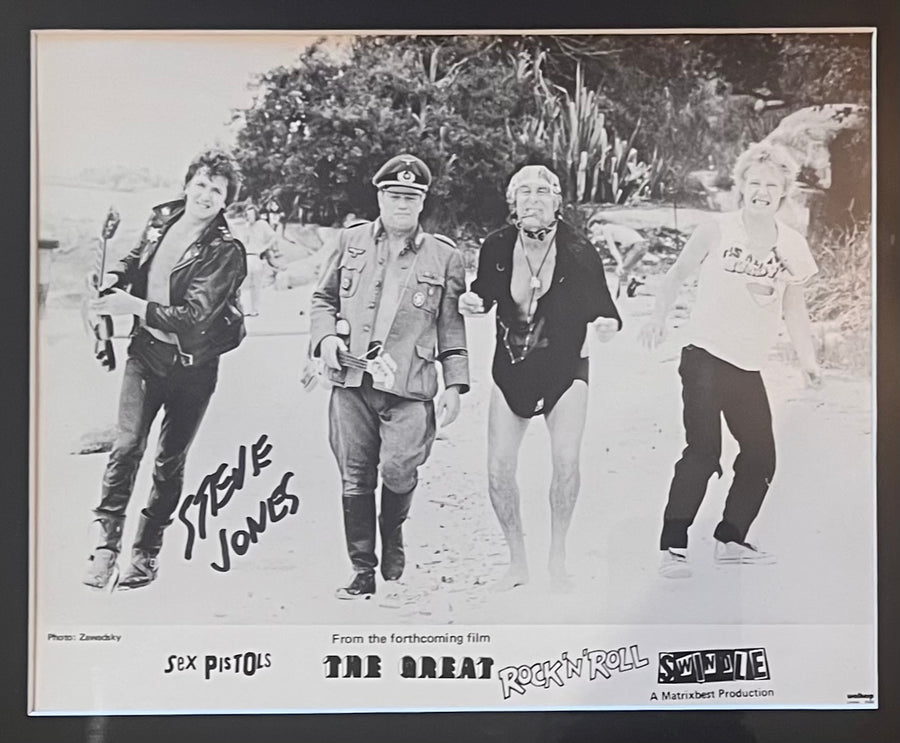 STEVE
JONES
Photo: Zawadsky
From the forthcoming film
SEX PISTOLS
THE GREAT ROCK 'N' ROLL SWINDLE
A Matrixbest Production